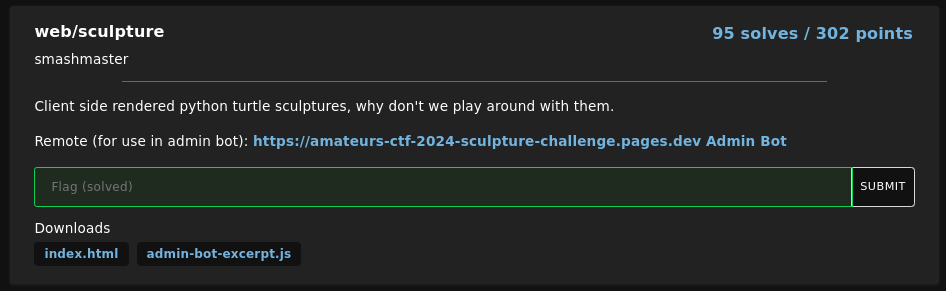 web/sculpture
95 solves / 302 points
smashmaster
Client side rendered python turtle sculptures, why don't we play around with them.
Remote (for use in admin bot): https://amateurs-ctf-2024-sculpture-challenge.pages.dev Admin Bot
Flag (solved)
SUBMIT
Downloads
index.html
admin-bot-excerpt.js